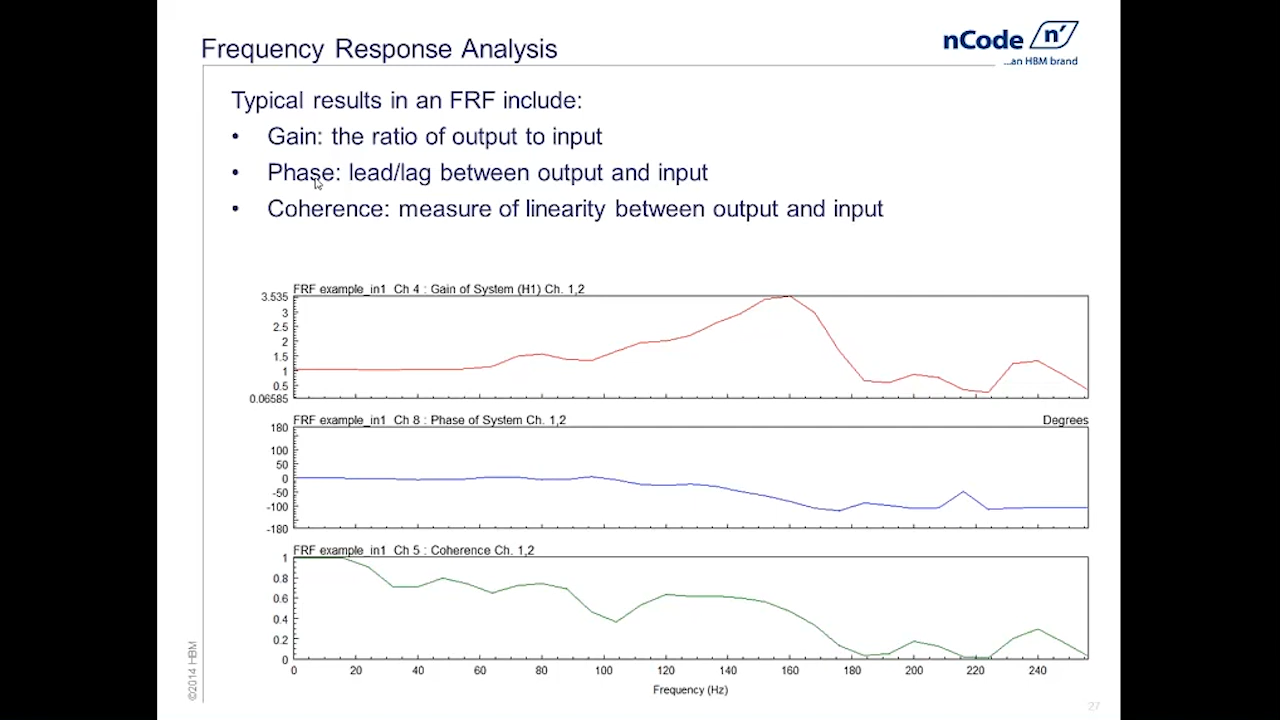 Frequency Response Analysis
nCode n'
...an HBM brand
Typical results in an FRF include:
• Gain: the ratio of output to input
• Phase: lead/lag between output and input
• Coherence: measure of linearity between output and input
FRF example_in1 Ch 4 : Gain of System (H1) Ch. 1,2
3.535
3
2.5
2
1.5
1
0.5
0.06585
FRF example_in1 Ch 8 : Phase of System Ch. 1,2 Degrees
180
100
50
0
-50
-100
-180
FRF example_in1 Ch 5 : Coherence Ch. 1,2
1
0.8
0.6
0.4
0.2
0
0 20 40 60 80 100 120 140 160 180 200 220 240
Frequency (Hz)
©2014 HBM
27